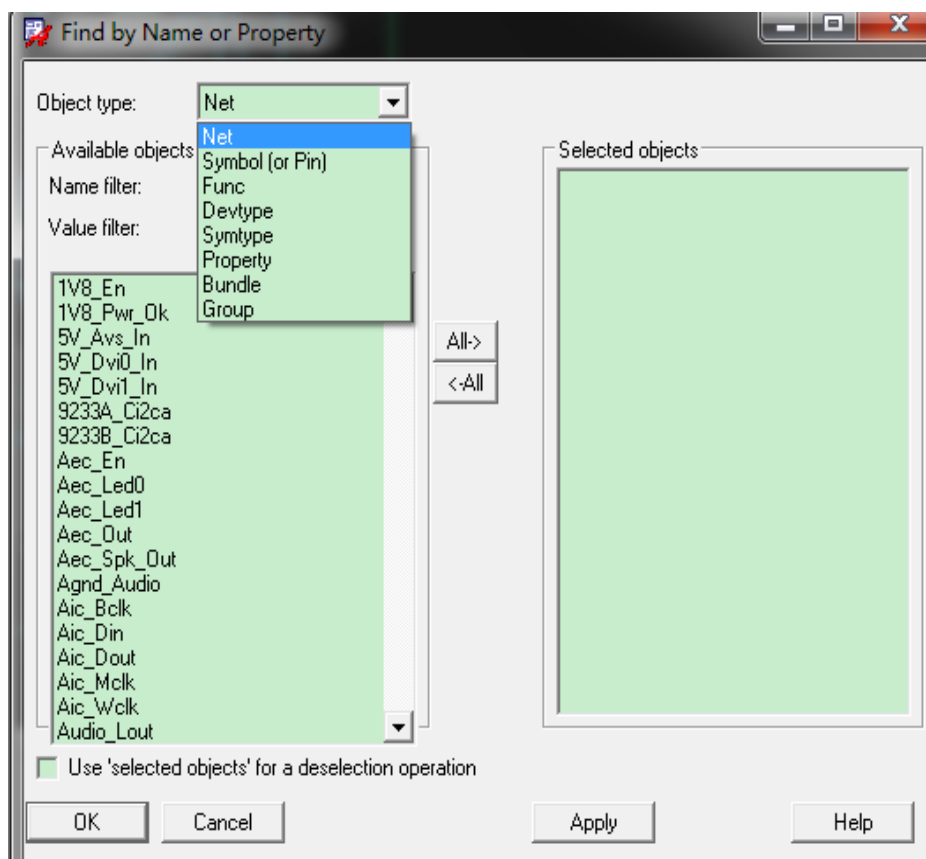 Find by Name or Property
Object type:
Net
Net
Symbol (or Pin)
Func
Devtype
Symtype
Property
Bundle
Group
Available objects
Name filter:
Value filter:
1V8_En
1V8_Pwr_Ok
5V_Avs_In
5V_Dvi0_In
5V_Dvi1_In
9233A_Ci2ca
9233B_Ci2ca
Aec_En
Aec_Led0
Aec_Led1
Aec_Out
Aec_Spk_Out
Agnd_Audio
Aic_Bclk
Aic_Din
Aic_Dout
Aic_Mclk
Aic_Wclk
Audio_Lout
All->
<-All
Selected objects
Use 'selected objects' for a deselection operation
OK
Cancel
Apply
Help